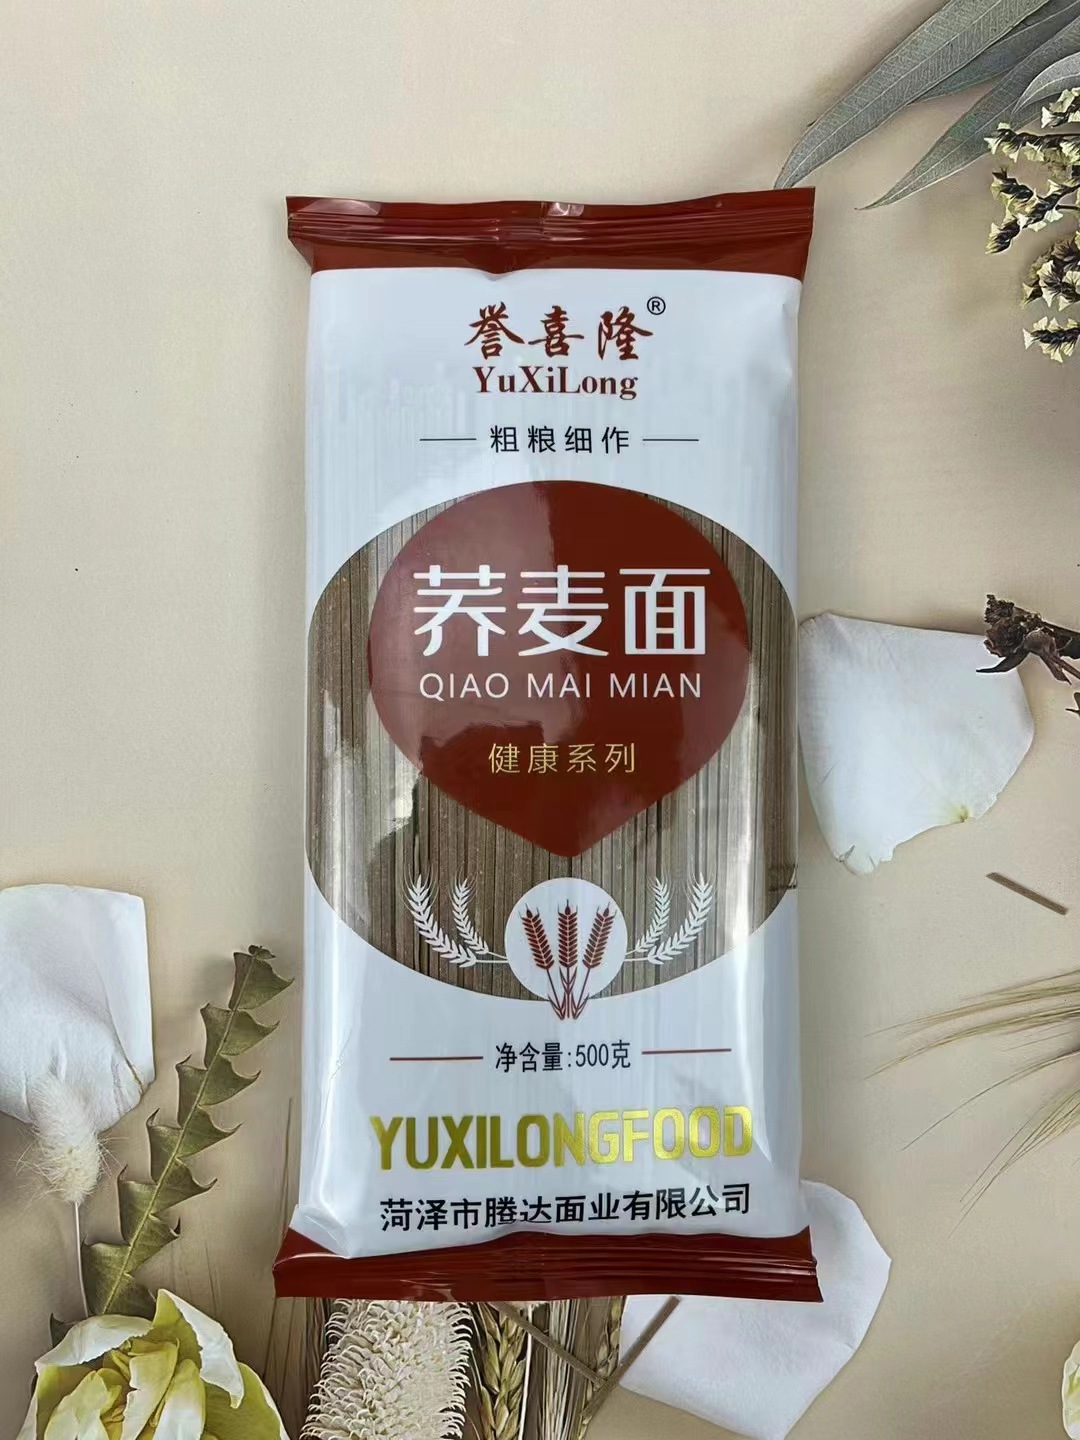 誉喜隆®
YuXiLong
粗粮细作
荞麦面
QIAO MAI MIAN
健康系列
净含量:500克
YUXILONGFOOD
菏泽市腾达面业有限公司